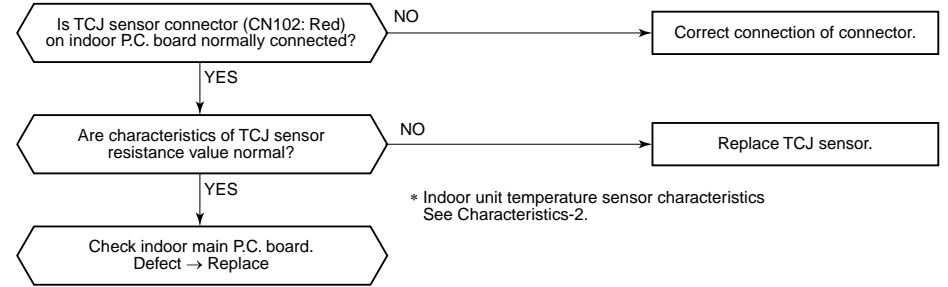 Is TCJ sensor connector (CN102: Red)
on indoor P.C. board normally connected?
NO
Correct connection of connector.
YES
Are characteristics of TCJ sensor
resistance value normal?
NO
Replace TCJ sensor.
YES
* Indoor unit temperature sensor characteristics
See Characteristics-2.
Check indoor main P.C. board.
Defect → Replace